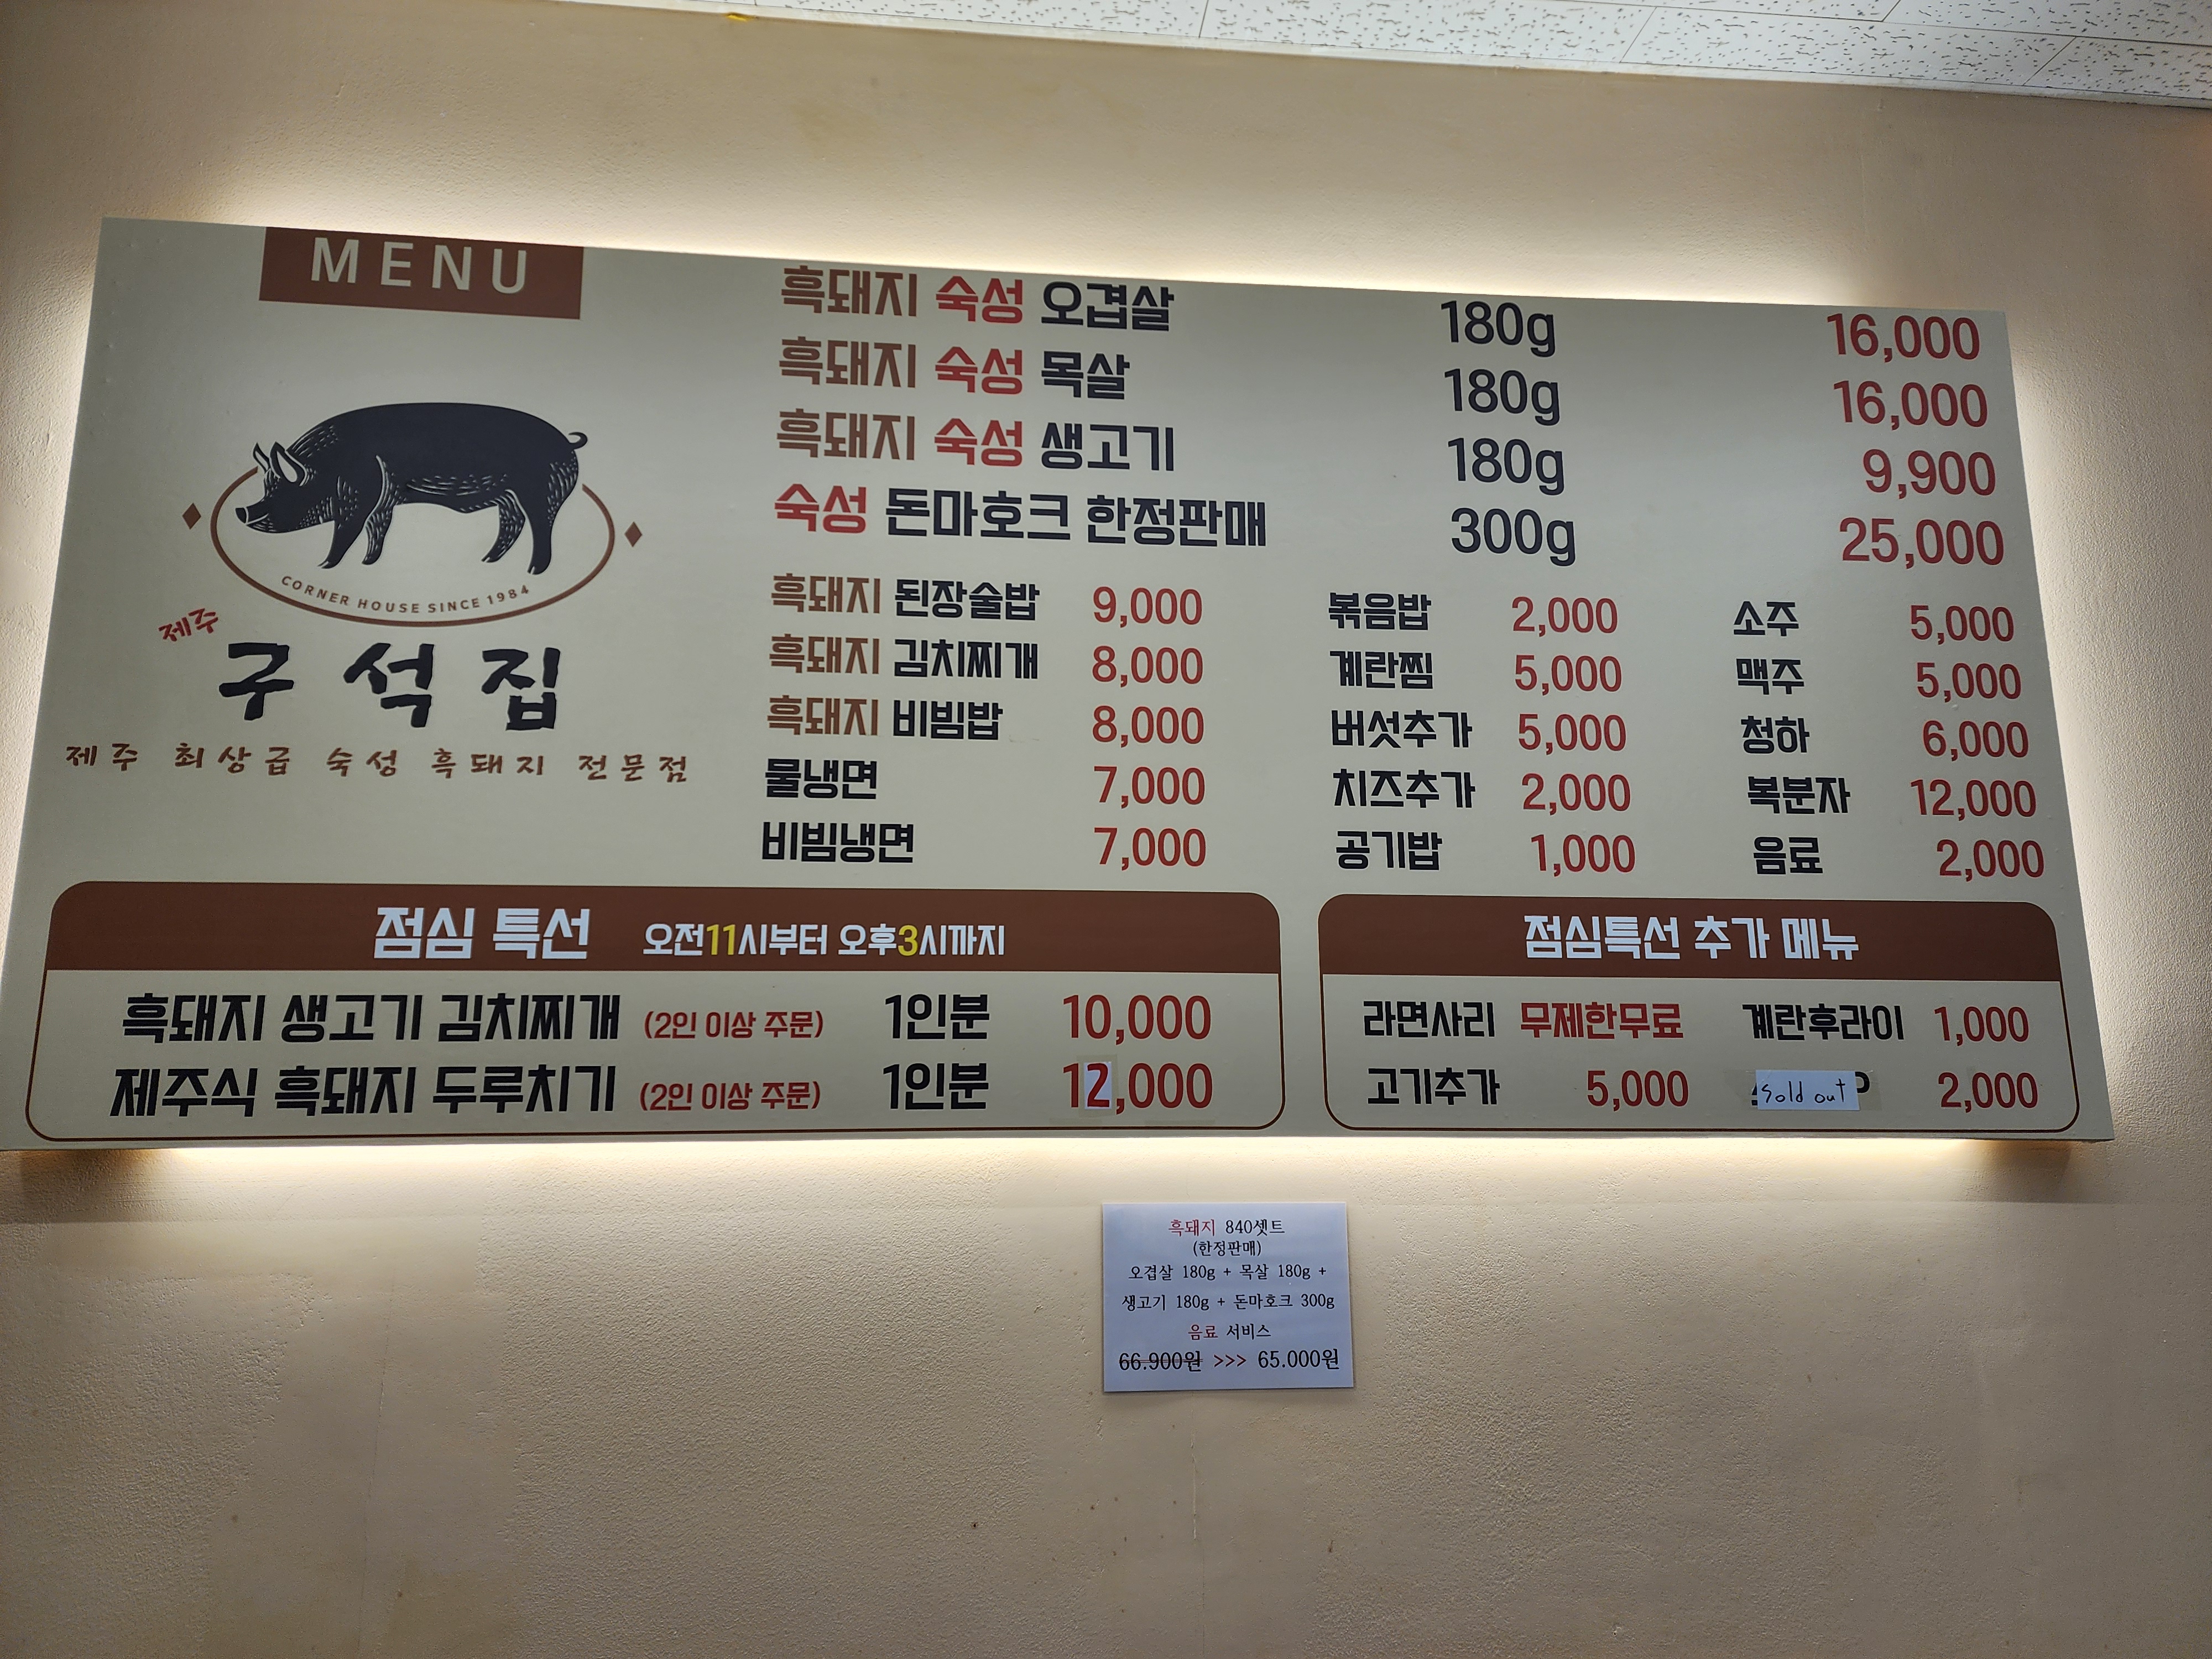 MENU
CORNER HOUSE SINCE 1984
제주
구석집
제주 최상급 숙성 흑돼지 전문점
흑돼지 숙성 오겹살 180g 16,000
흑돼지 숙성 목살 180g 16,000
흑돼지 숙성 생고기 180g 9,900
숙성 돈마호크 한정판매 300g 25,000
흑돼지 된장술밥 9,000
흑돼지 김치찌개 8,000
흑돼지 비빔밥 8,000
물냉면 7,000
비빔냉면 7,000
볶음밥 2,000
계란찜 5,000
버섯추가 5,000
치즈추가 2,000
공기밥 1,000
소주 5,000
맥주 5,000
청하 6,000
복분자 12,000
음료 2,000
점심 특선 오전11시부터 오후3시까지
흑돼지 생고기 김치찌개 (2인 이상 주문) 1인분 10,000
제주식 흑돼지 두루치기 (2인 이상 주문) 1인분 12,000
점심특선 추가 메뉴
라면사리 무제한무료 계란후라이 1,000
고기추가 5,000 sold out 2,000
흑돼지 840셋트
(한정판매)
오겹살 180g + 목살 180g +
생고기 180g + 돈마호크 300g
음료 서비스
66.900원 >>> 65.000원